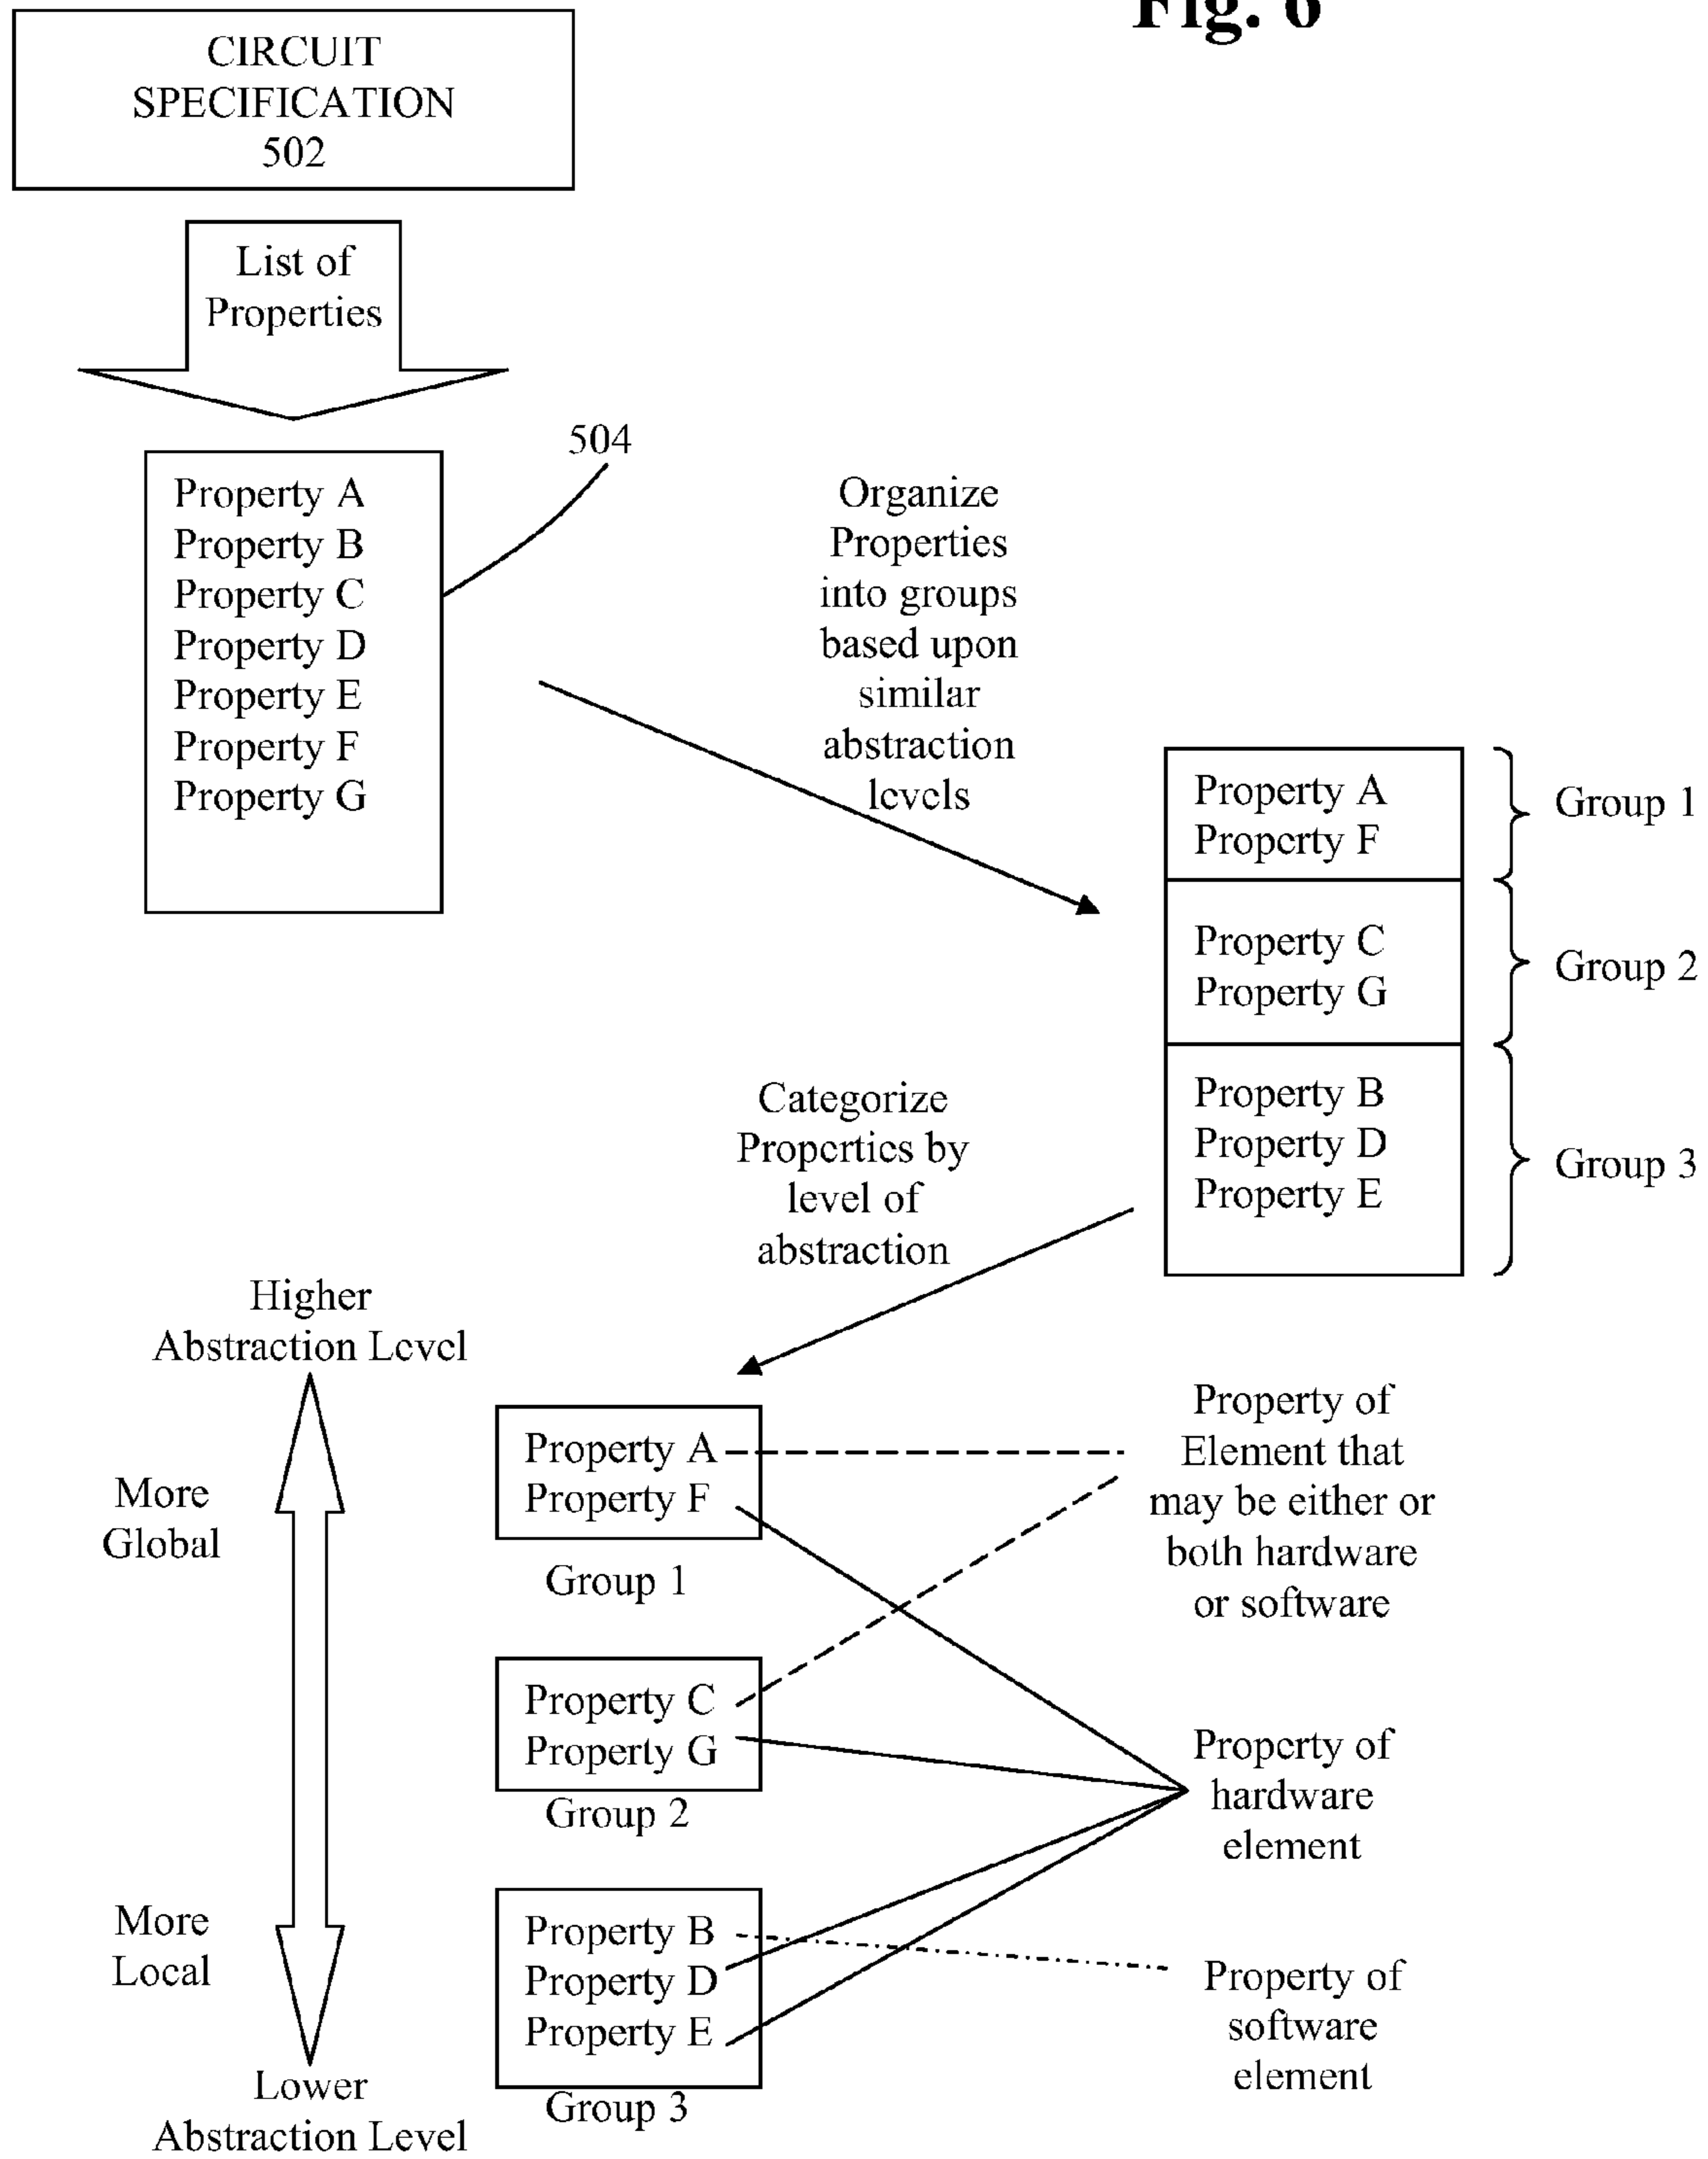 Fig. 6
CIRCUIT
SPECIFICATION
502
List of
Properties
504
Property A
Property B
Property C
Property D
Property E
Property F
Property G
Organize
Properties
into groups
based upon
similar
abstraction
levels
Property A
Property F
Group 1
Property C
Property G
Group 2
Property B
Property D
Property E
Group 3
Categorize
Properties by
level of
abstraction
Higher
Abstraction Level
More
Global
More
Local
Lower
Abstraction Level
Property A
Property F
Group 1
Property C
Property G
Group 2
Property B
Property D
Property E
Group 3
Property of
Element that
may be either or
both hardware
or software
Property of
hardware
element
Property of
software
element